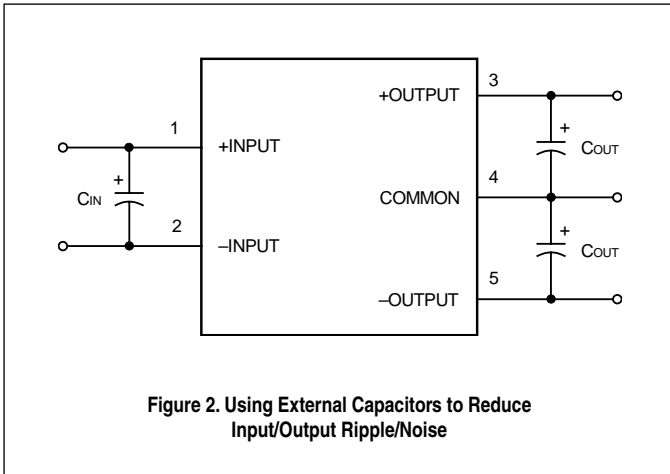 3
+OUTPUT
1
+INPUT
+
COUT
+
CIN
4
COMMON
2
–INPUT
+
COUT
5
–OUTPUT
Figure 2. Using External Capacitors to Reduce
Input/Output Ripple/Noise